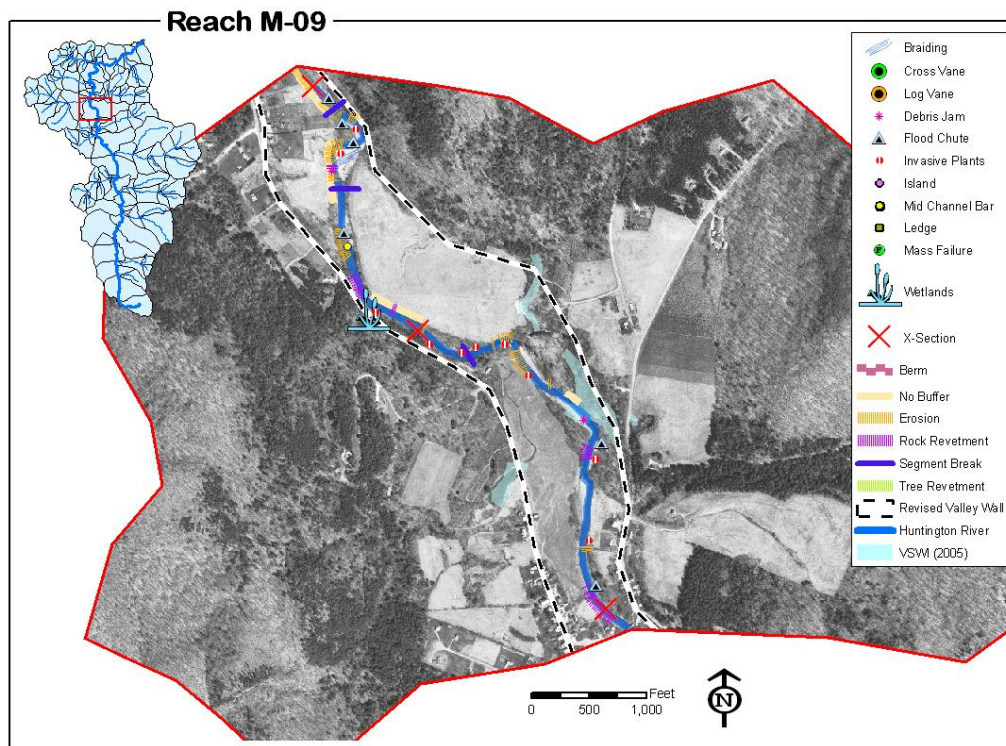 Reach M-09
Braiding
Cross Vane
Log Vane
Debris Jam
Flood Chute
Invasive Plants
Island
Mid Channel Bar
Ledge
Mass Failure
Wetlands
X-Section
Berm
No Buffer
Erosion
Rock Revetment
Segment Break
Tree Revetment
Revised Valley Wall
Huntington River
VSWI (2005)
Feet
0 500 1,000
N